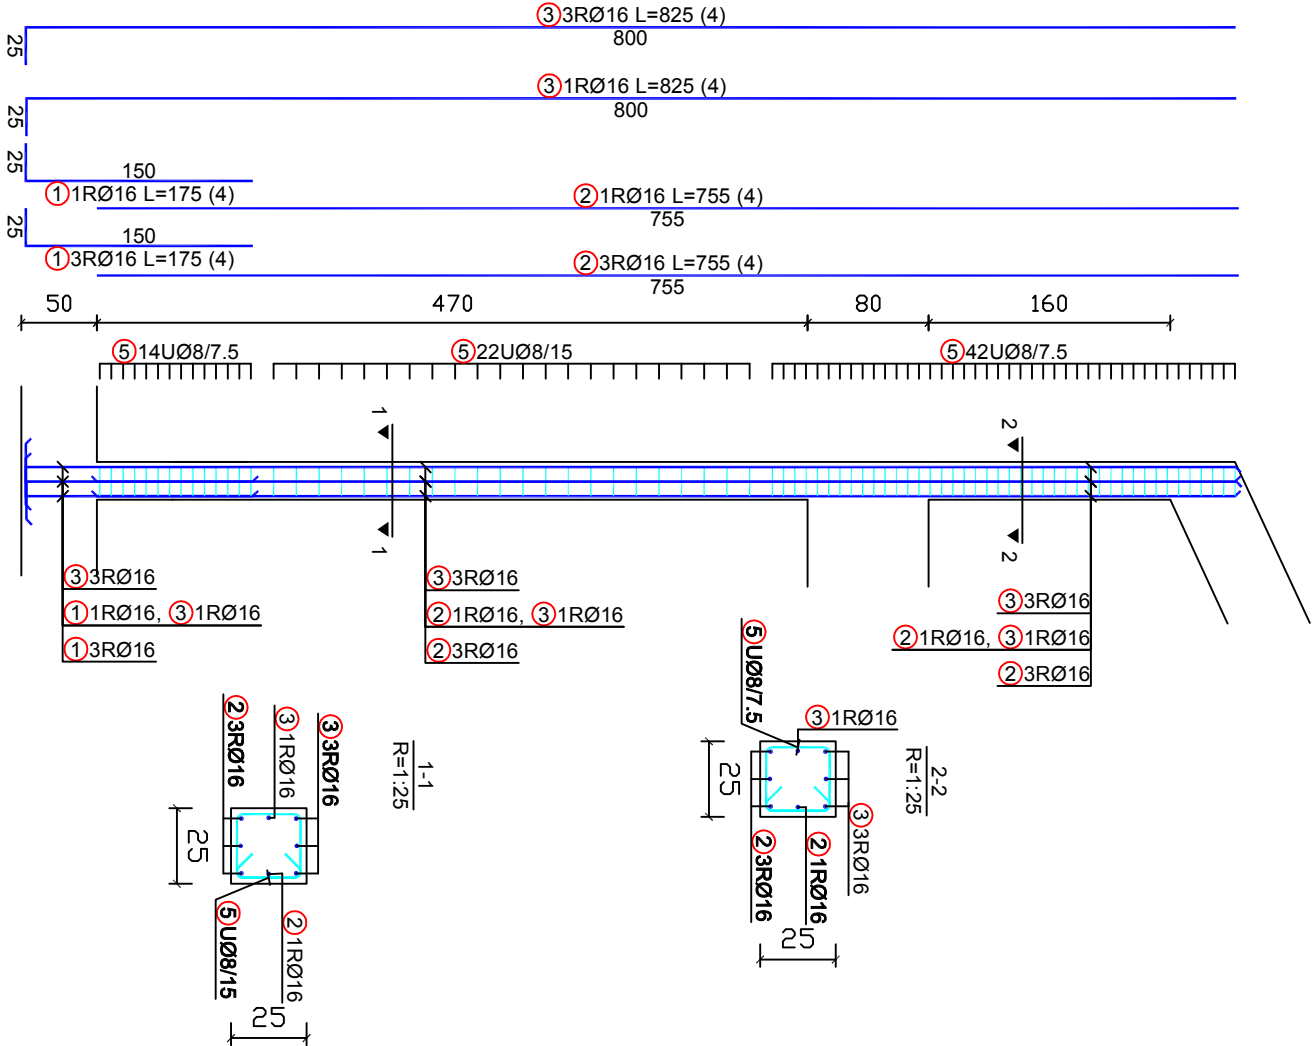 3 3RØ16 L=825 (4)
800
25
3 1RØ16 L=825 (4)
800
25
25
150
1 1RØ16 L=175 (4)
2 1RØ16 L=755 (4)
755
25
150
1 3RØ16 L=175 (4)
2 3RØ16 L=755 (4)
755
50
470
80
160
5 14UØ8/7.5
5 22UØ8/15
5 42UØ8/7.5
1
1
2
2
3 3RØ16
1 1RØ16, 3 1RØ16
1 3RØ16
3 3RØ16
2 1RØ16, 3 1RØ16
2 3RØ16
3 3RØ16
2 1RØ16, 3 1RØ16
2 3RØ16
2 3RØ16
3 1RØ16
3 3RØ16
1-1
R=1:25
25
5 UØ8/15
2 1RØ16
25
5 UØ8/7.5
3 1RØ16
2-2
R=1:25
25
3 3RØ16
2 3RØ16
2 1RØ16
25